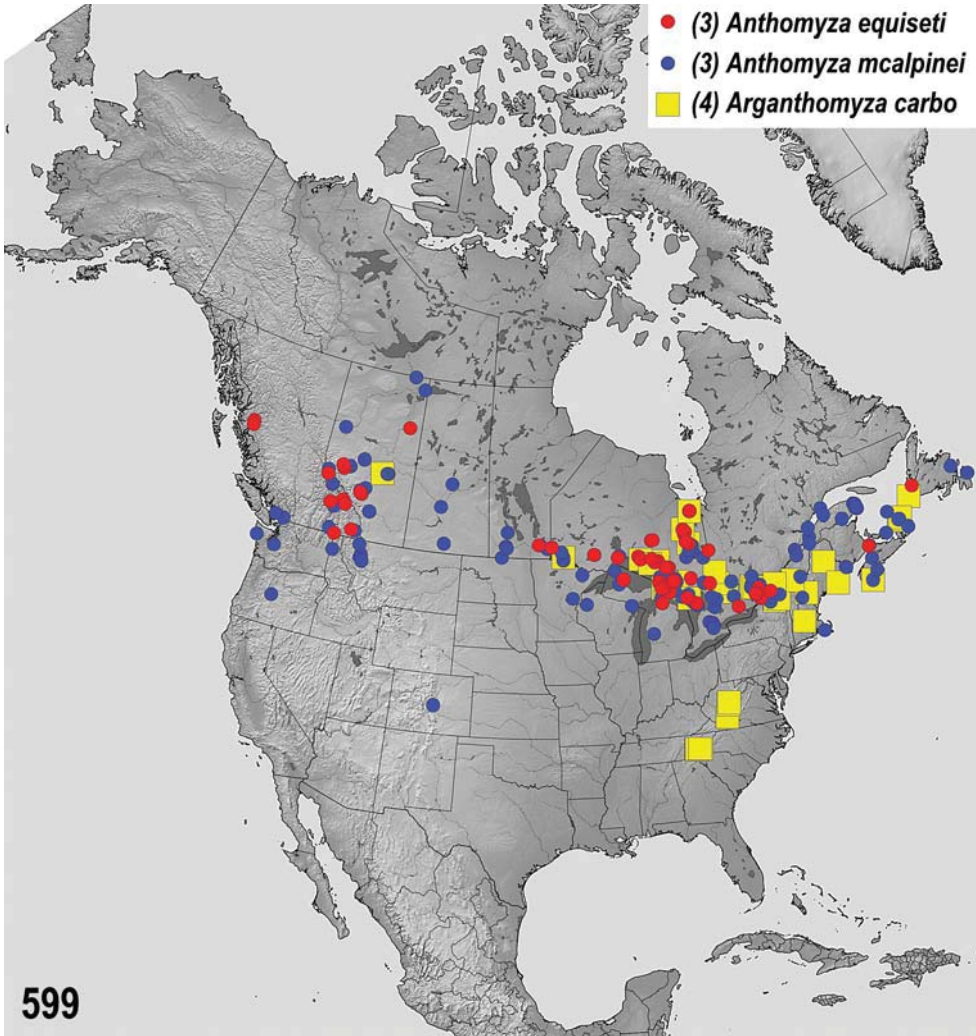 (3) Anthomyza equiseti
(3) Anthomyza mcalpinei
(4) Arganthomyza carbo
599